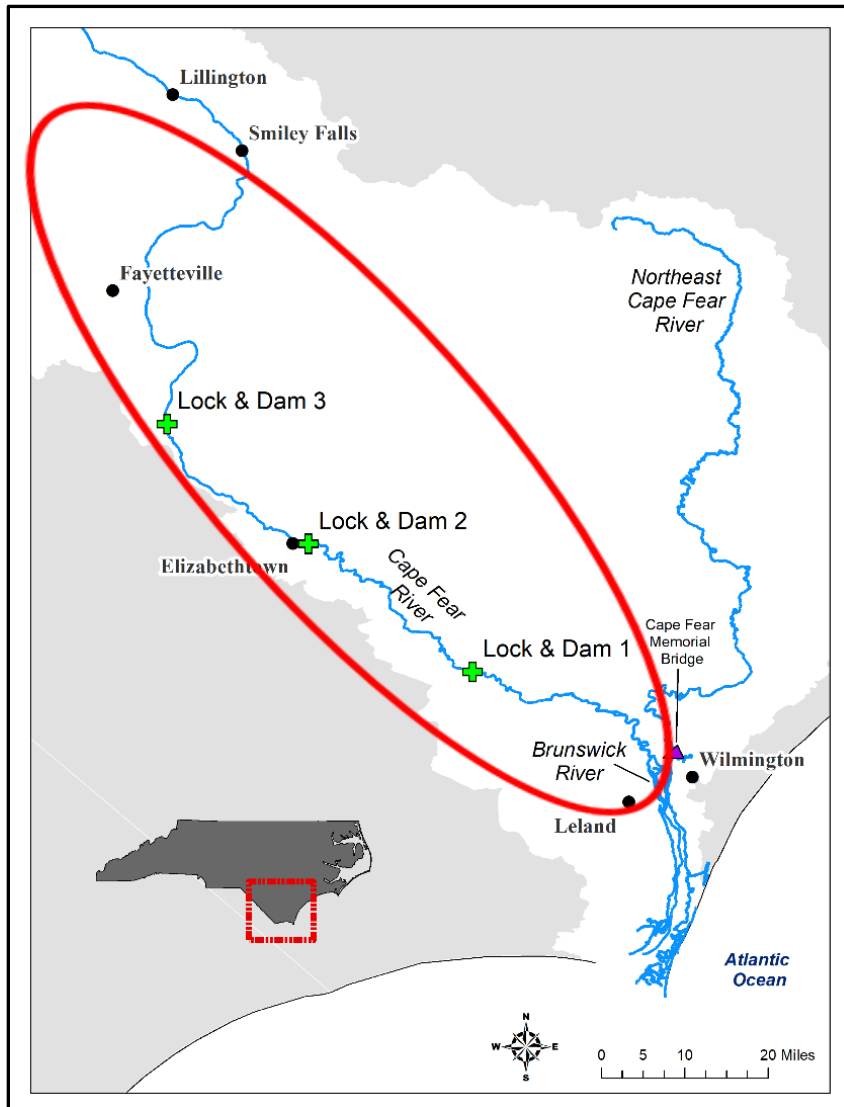 Lillington
Smiley Falls
Fayetteville
Northeast
Cape Fear
River
Lock & Dam 3
Lock & Dam 2
Elizabethtown
Cape Fear
River
Lock & Dam 1
Cape Fear
Memorial
Bridge
Brunswick
River
Wilmington
Leland
Atlantic
Ocean
N
W E
S
0 5 10 20 Miles